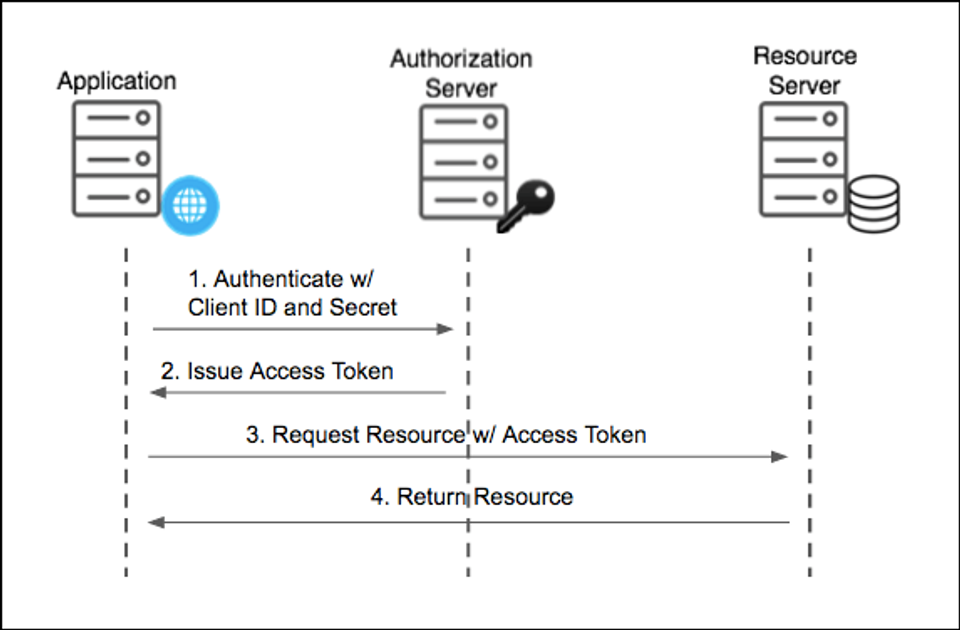 Application
Authorization
Server
Resource
Server
1. Authenticate w/
Client ID and Secret
2. Issue Access Token
3. Request Resource w/ Access Token
4. Return Resource